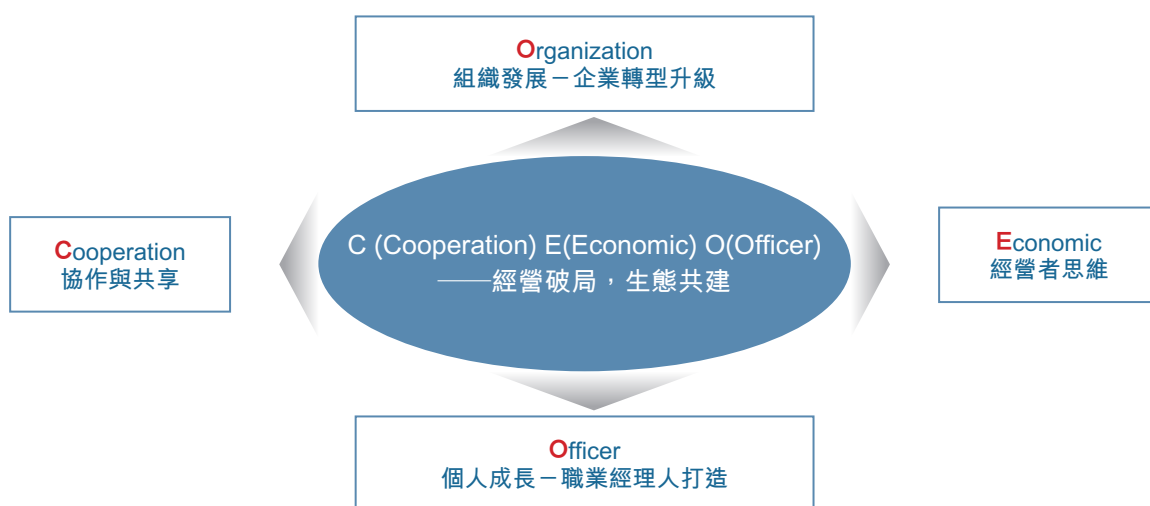 Organization
組織發展－企業轉型升級
Cooperation
協作與共享
C (Cooperation) E(Economic) O(Officer)
──經營破局，生態共建
Economic
經營者思維
Officer
個人成長－職業經理人打造